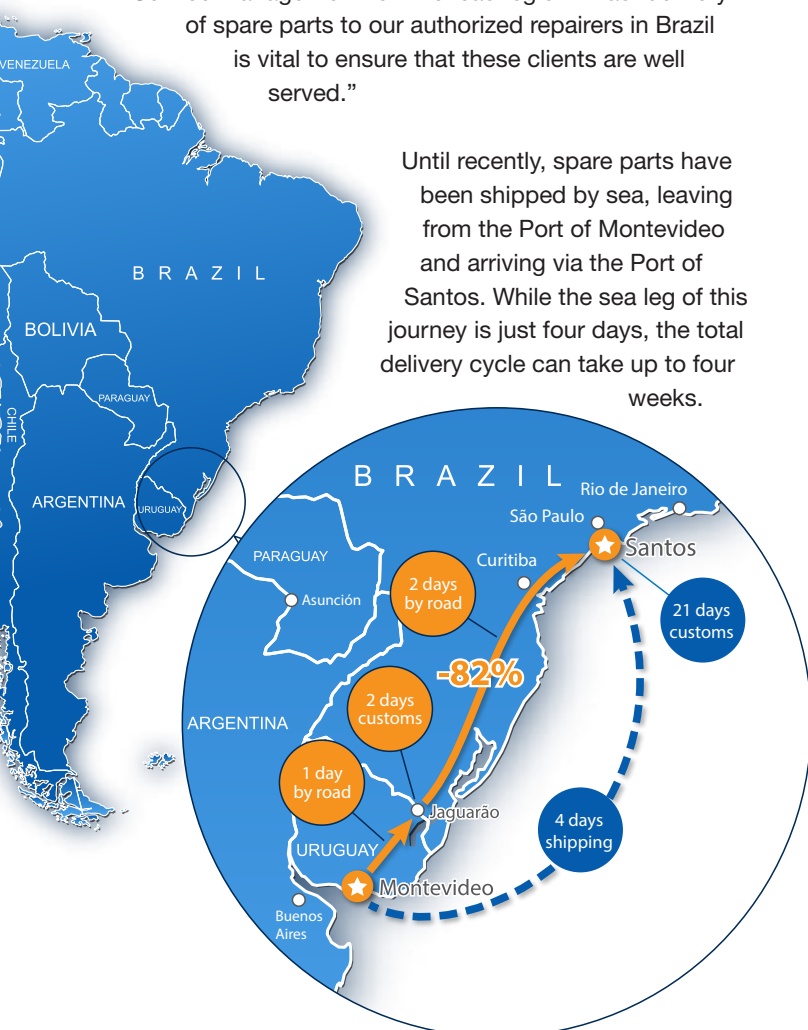 of spare parts to our authorized repairers in Brazil
is vital to ensure that these clients are well
served.”
Until recently, spare parts have
been shipped by sea, leaving
from the Port of Montevideo
and arriving via the Port of
Santos. While the sea leg of this
journey is just four days, the total
delivery cycle can take up to four
weeks.
VENEZUELA
BRAZIL
BOLIVIA
PARAGUAY
CHILE
ARGENTINA
URUGUAY
BRAZIL
Rio de Janeiro
São Paulo
Santos
Curitiba
PARAGUAY
Asunción
2 days
by road
21 days
customs
-82%
2 days
customs
ARGENTINA
1 day
by road
Jaguarão
4 days
shipping
URUGUAY
Montevideo
Buenos
Aires